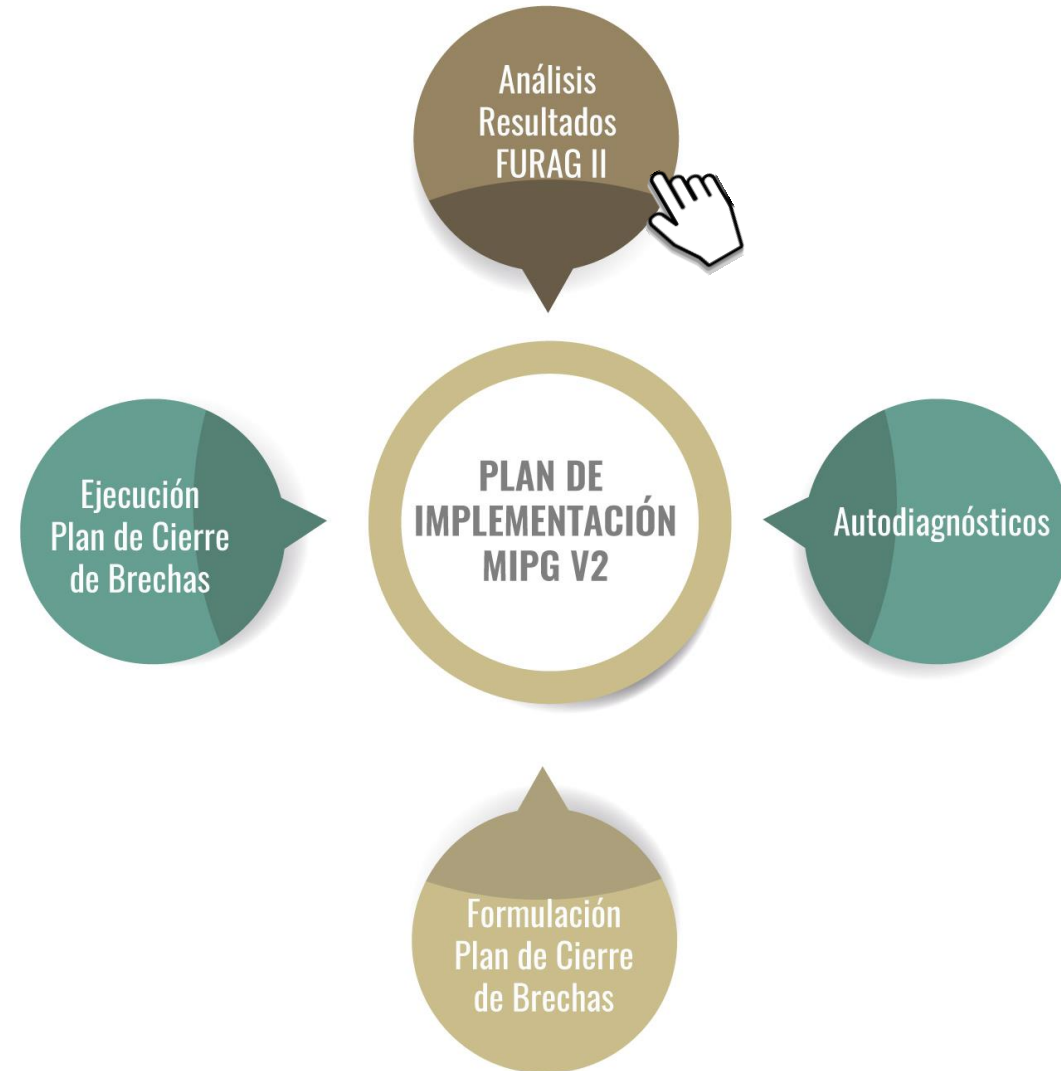 Análisis
Resultados
FURAG II
PLAN DE
IMPLEMENTACIÓN
MIPG V2
Ejecución
Plan de Cierre
de Brechas
Autodiagnósticos
Formulación
Plan de Cierre
de Brechas